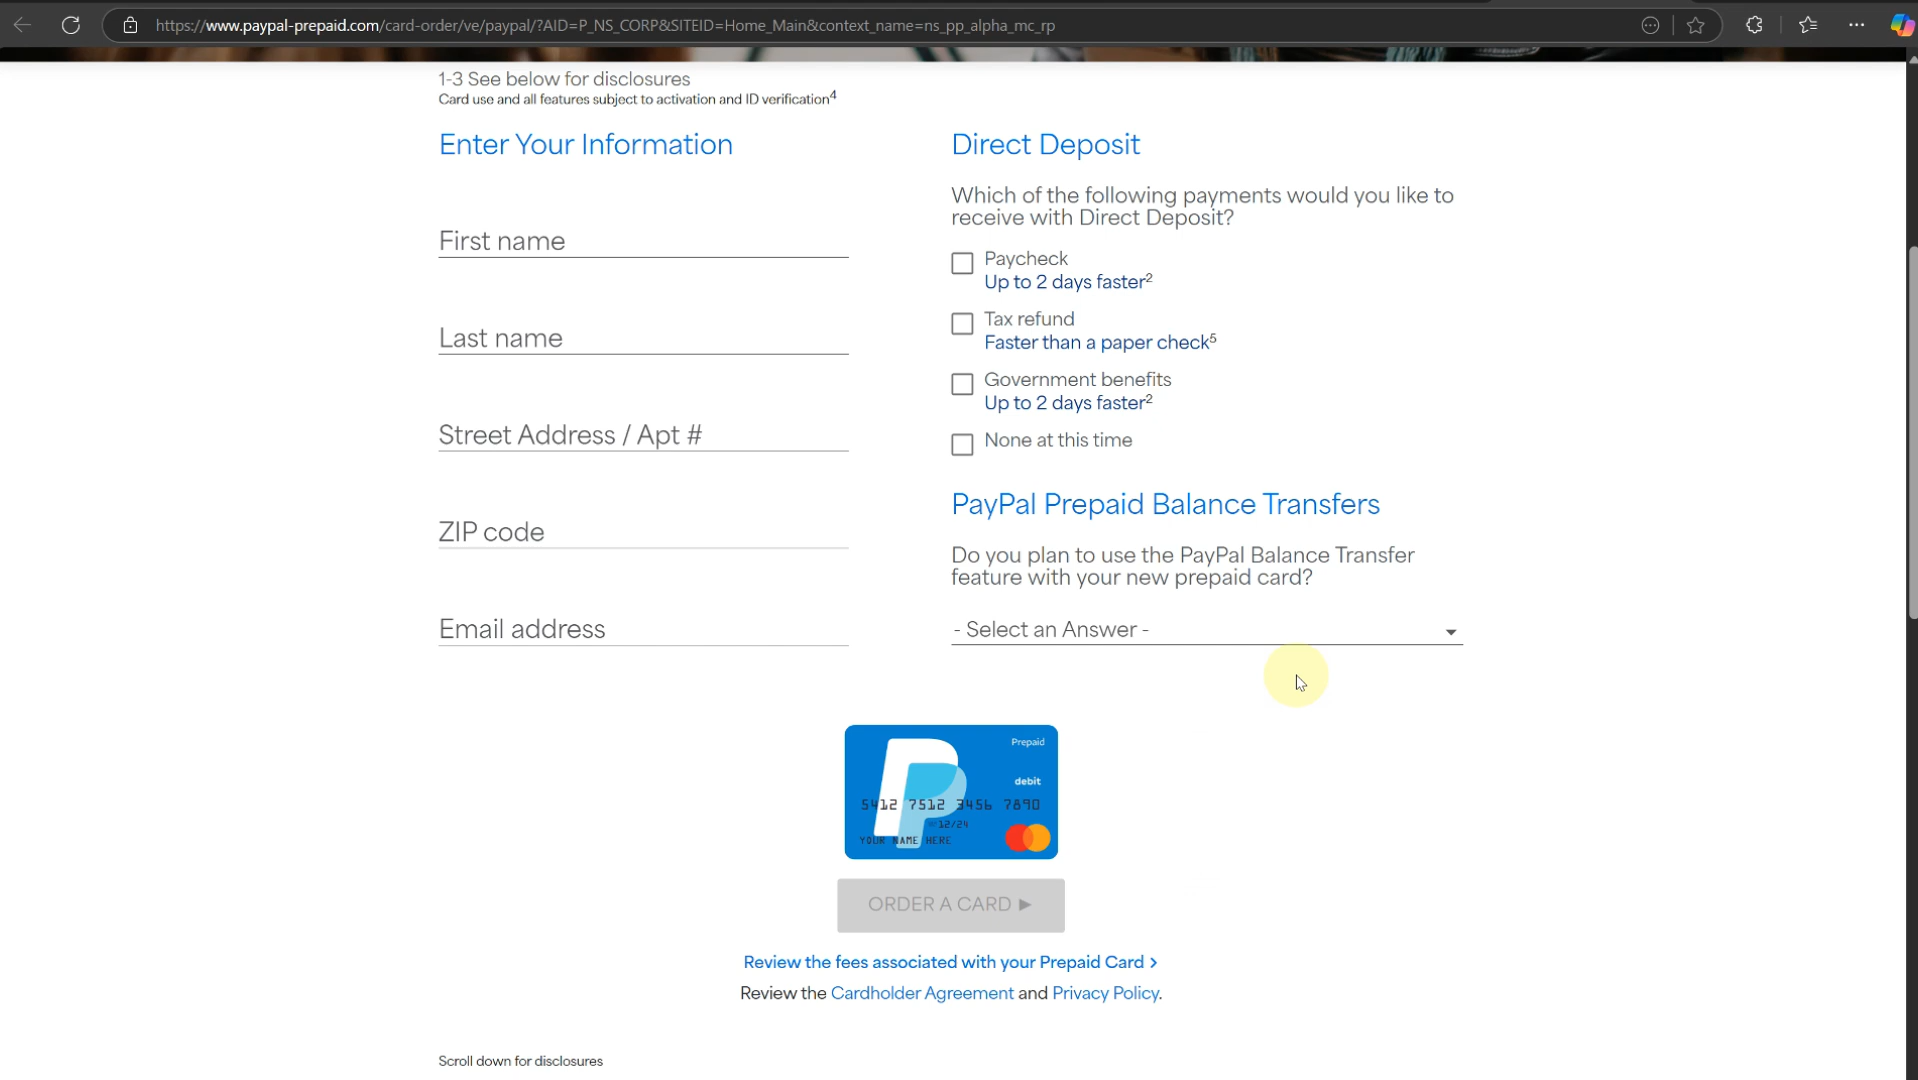 https://www.paypal-prepaid.com/card-order/ve/paypal/?AID=P_NS_CORP&SITEID=Home_Main&context_name=ns_pp_alpha_mc_rp
1-3 See below for disclosures
Card use and all features subject to activation and ID verification4
Enter Your Information
First name
Last name
Street Address / Apt #
ZIP code
Email address
Direct Deposit
Which of the following payments would you like to
receive with Direct Deposit?
Paycheck
Up to 2 days faster2
Tax refund
Faster than a paper check5
Government benefits
Up to 2 days faster2
None at this time
PayPal Prepaid Balance Transfers
Do you plan to use the PayPal Balance Transfer
feature with your new prepaid card?
- Select an Answer -
Prepaid
debit
5412 7512 3456 7890
12/24
YOUR NAME HERE
ORDER A CARD ►
Review the fees associated with your Prepaid Card >
Review the Cardholder Agreement and Privacy Policy.
Scroll down for disclosures